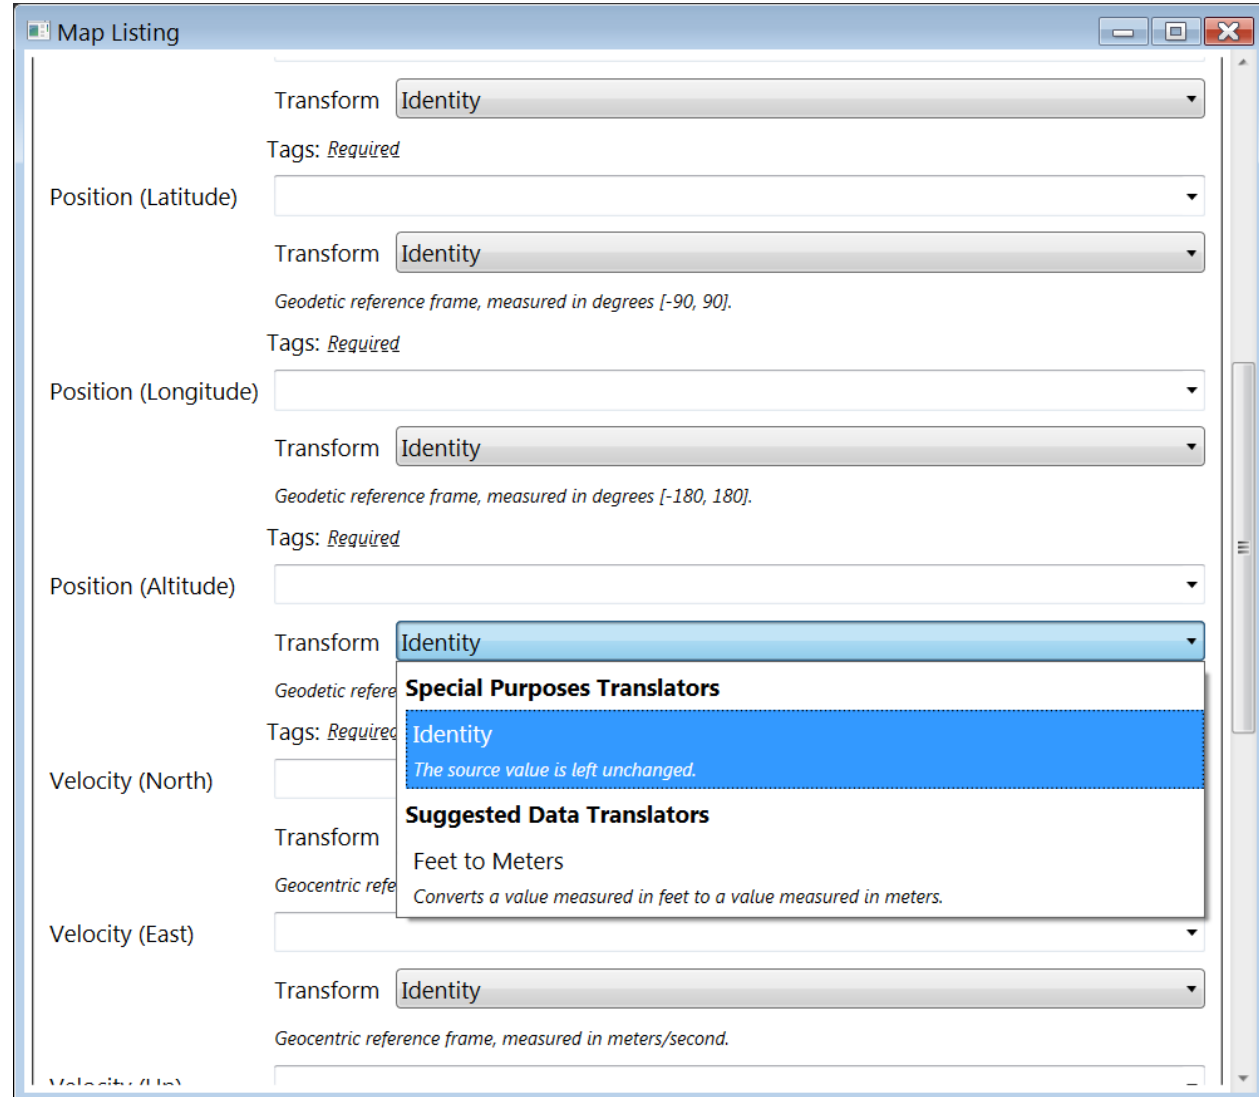 Map Listing
Transform Identity
Tags: Required
Position (Latitude)
Transform Identity
Geodetic reference frame, measured in degrees [-90, 90].
Tags: Required
Position (Longitude)
Transform Identity
Geodetic reference frame, measured in degrees [-180, 180].
Tags: Required
Position (Altitude)
Transform Identity
Geodetic refere
Special Purposes Translators
Tags: Required
Identity
The source value is left unchanged.
Velocity (North)
Suggested Data Translators
Transform
Feet to Meters
Geocentric refe
Converts a value measured in feet to a value measured in meters.
Velocity (East)
Transform Identity
Geocentric reference frame, measured in meters/second.
Velocity (Up)